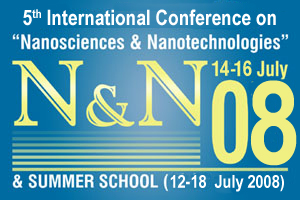 5th International Conference on
“Nanosciences & Nanotechnologies”
14-16 July
N&N 08
& SUMMER SCHOOL (12-18 July 2008)